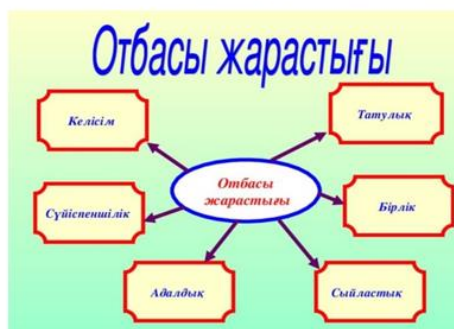 Отбасы жарастығы
Келісім
Татулық
Отбасы
жарастығы
Сүйіспеншілік
Бірлік
Адалдық
Сыйластық